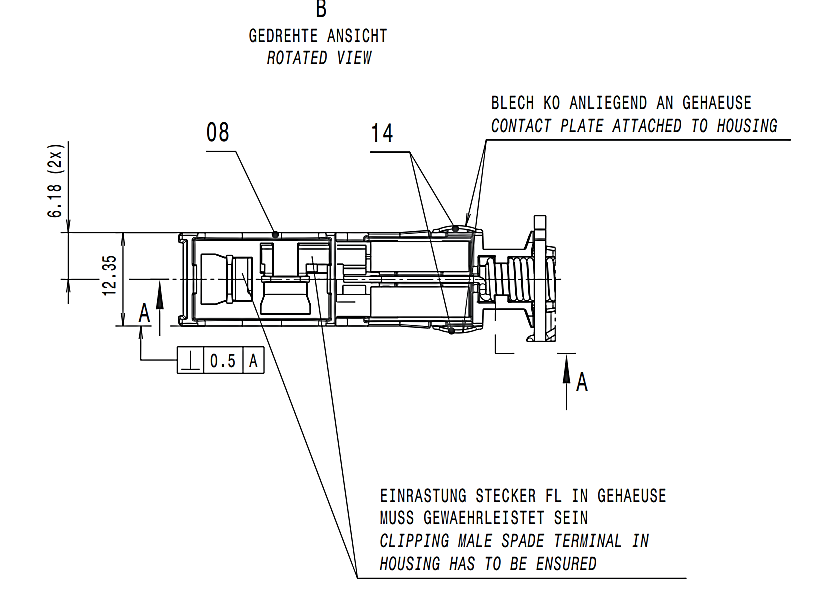 B
GEDREHTE ANSICHT
ROTATED VIEW
BLECH KO ANLIEGEND AN GEHAEUSE
CONTACT PLATE ATTACHED TO HOUSING
08
14
6.18 (2x)
12.35
A
⊥ 0.5 A
A
EINRASTUNG STECKER FL IN GEHAEUSE
MUSS GEWAEHRLEISTET SEIN
CLIPPING MALE SPADE TERMINAL IN
HOUSING HAS TO BE ENSURED